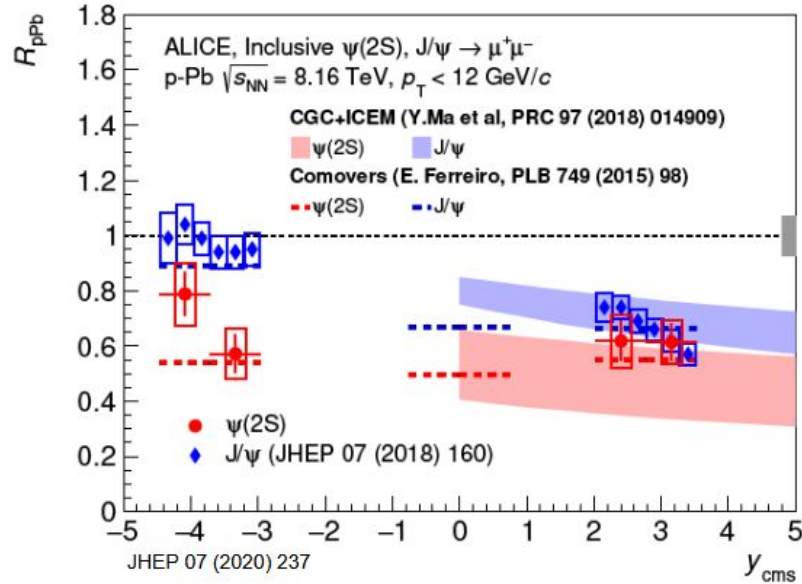 R_pPb
1.8
1.6
1.4
1.2
1
0.8
0.6
0.4
0.2
0
ALICE, Inclusive ψ(2S), J/ψ → μ⁺μ⁻
p-Pb √s_NN = 8.16 TeV, p_T < 12 GeV/c
CGC+ICEM (Y.Ma et al, PRC 97 (2018) 014909)
ψ(2S) J/ψ
Comovers (E. Ferreiro, PLB 749 (2015) 98)
ψ(2S) J/ψ
ψ(2S)
J/ψ (JHEP 07 (2018) 160)
−5 −4 −3 −2 −1 0 1 2 3 4 5
JHEP 07 (2020) 237
y_cms